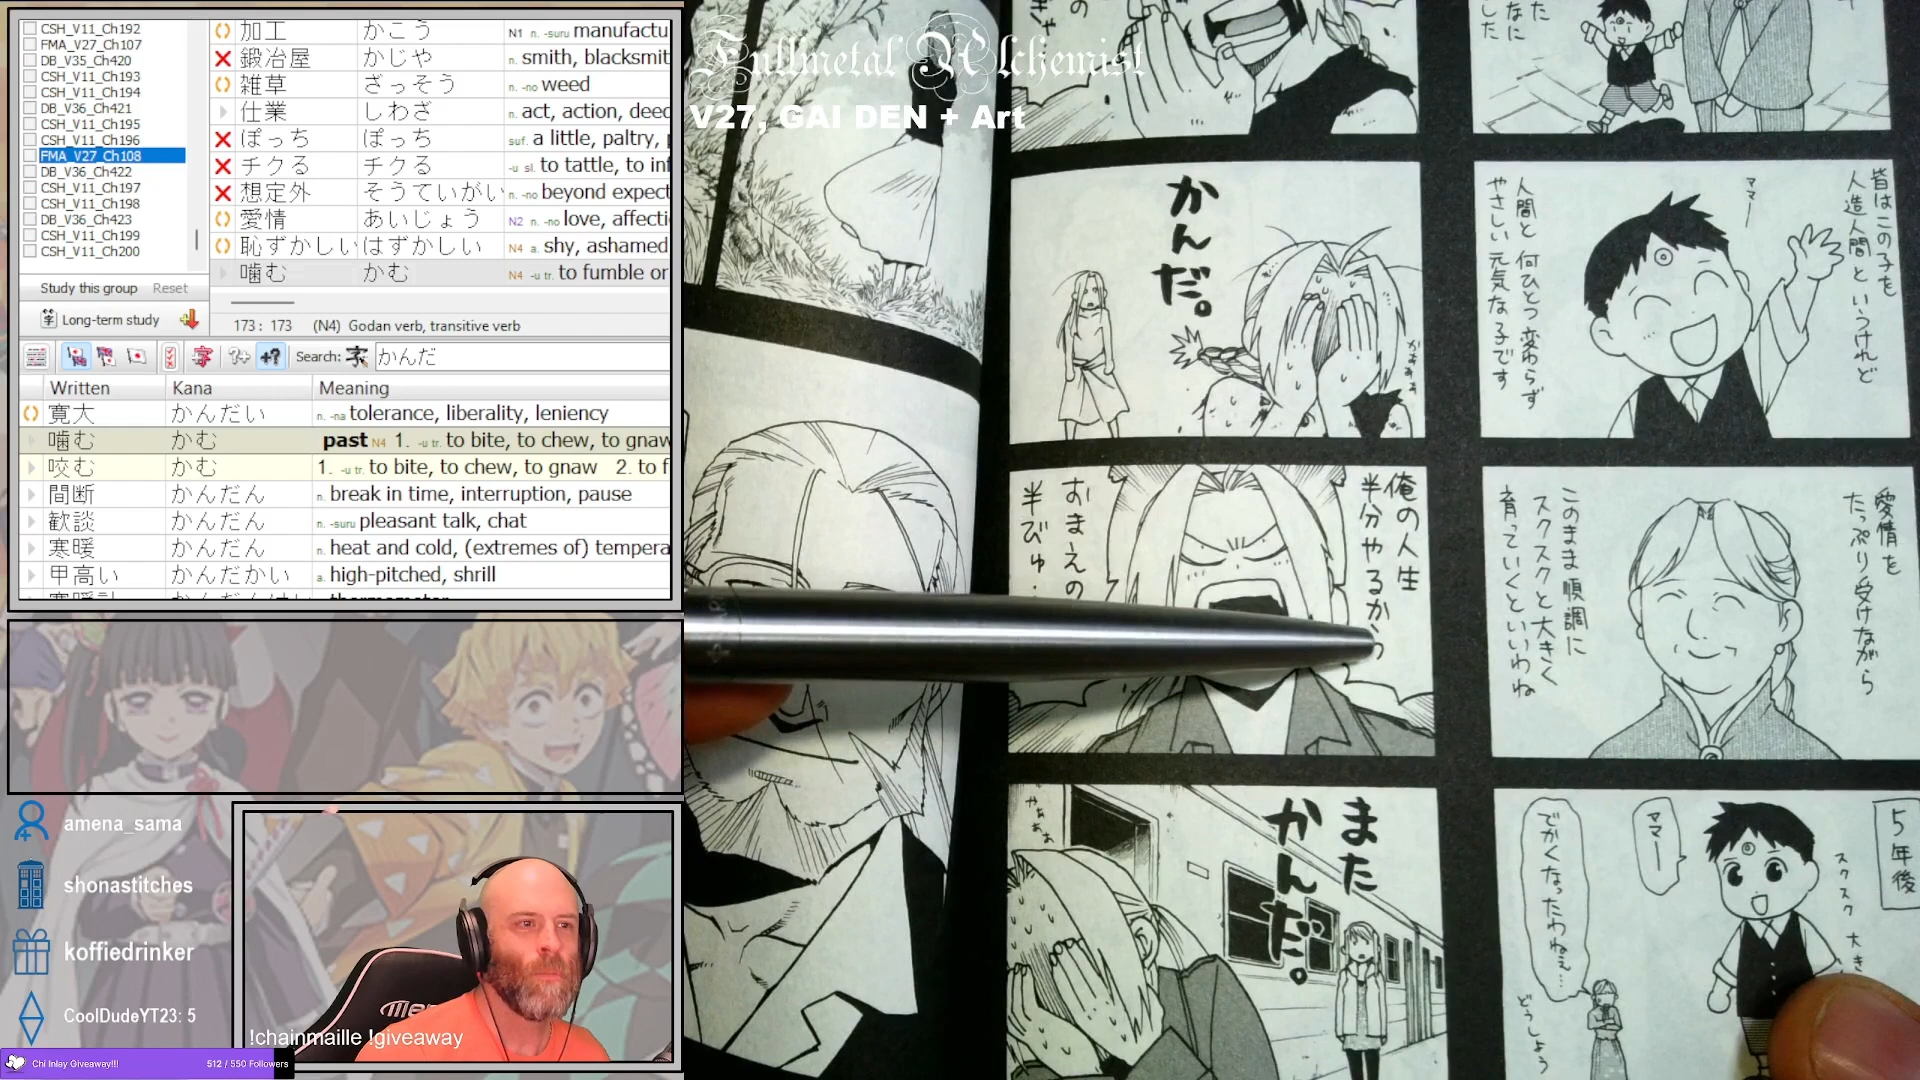 CSH_V11_Ch192
FMA_V27_Ch107
DB_V35_Ch420
CSH_V11_Ch193
CSH_V11_Ch194
DB_V36_Ch421
CSH_V11_Ch195
CSH_V11_Ch196
FMA_V27_Ch108
DB_V36_Ch422
CSH_V11_Ch197
CSH_V11_Ch198
DB_V36_Ch423
CSH_V11_Ch199
CSH_V11_Ch200
Study this group Reset
Long-term study
加工 かこう N1 n. -suru manufactu
鍛冶屋 かじや n. smith, blacksmit
雑草 ざっそう n. -no weed
仕業 しわざ n. act, action, deed
ぽっち ぽっち suf. a little, paltry,
チクる チクる -u sl. to tattle, to inf
想定外 そうていがい n. -no beyond expect
愛情 あいじょう N2 n. -no love, affecti
恥ずかしい はずかしい N4 a. shy, ashamed
噛む かむ N4 -u tr. to fumble or
173: 173 (N4) Godan verb, transitive verb
Search: かんだ
Written Kana Meaning
寛大 かんだい n. -na tolerance, liberality, leniency
噛む かむ past N4 1. -u tr. to bite, to chew, to gnaw
咬む かむ 1. -u tr. to bite, to chew, to gnaw 2. to f
間断 かんだん n. break in time, interruption, pause
歓談 かんだん n. -suru pleasant talk, chat
寒暖 かんだん n. heat and cold, (extremes of) tempera
甲高い かんだかい a. high-pitched, shrill
Fullmetal Alchemist
V27, GAI DEN + Art
皆はこの子を
人造人間というけれど
ママー
人間と何ひとつ変わらず
やさしい元気な子です
愛情を
たっぷり受けながら
このまま順調に
スクスクと大きく
育っていくといいわね
5年後
スクスク
大き
ママー
でかくなったわねぇ…
どうしよう
かんだ。
かぁぁぁ
俺の人生
半分やるか
おまえの
半びゅ
また
かんだ。
amena_sama
shonastitches
koffiedrinker
CoolDudeYT23: 5
!chainmaille !giveaway
Chi Inlay Giveaway!!! 512 / 550 Followers